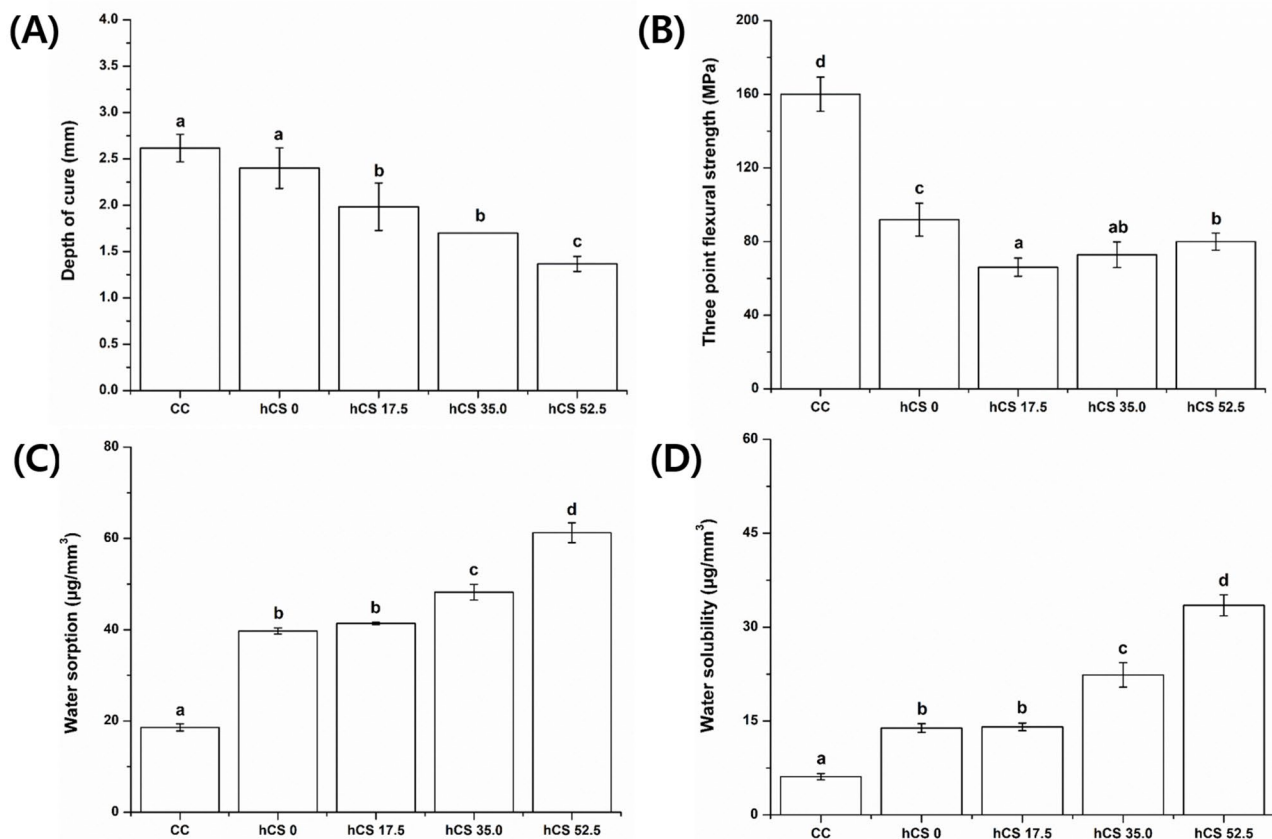 (A)
Depth of cure (mm)
4.0
3.5
3.0
2.5
2.0
1.5
1.0
0.5
0.0
a
a
b
b
c
CC
hCS 0
hCS 17.5
hCS 35.0
hCS 52.5
(B)
Three point flexural strength (MPa)
200
160
120
80
40
0
d
c
a
ab
b
CC
hCS 0
hCS 17.5
hCS 35.0
hCS 52.5
(C)
Water sorption (µg/mm³)
80
60
40
20
0
a
b
b
c
d
CC
hCS 0
hCS 17.5
hCS 35.0
hCS 52.5
(D)
Water solubility (µg/mm³)
60
45
30
15
0
a
b
b
c
d
CC
hCS 0
hCS 17.5
hCS 35.0
hCS 52.5